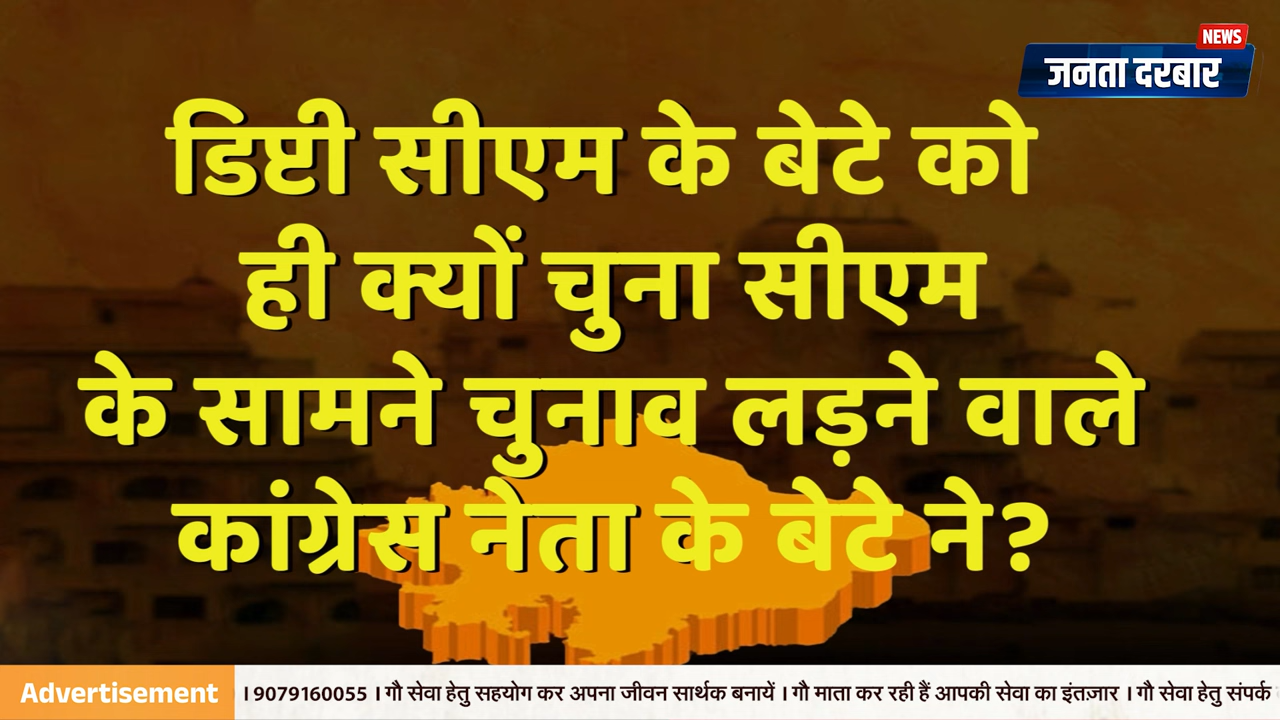 NEWS
जनता दरबार
डिप्टी सीएम के बेटे को
ही क्यों चुना सीएम
के सामने चुनाव लड़ने वाले
कांग्रेस नेता के बेटे ने?
Advertisement
। 9079160055 । गौ सेवा हेतु सहयोग कर अपना जीवन सार्थक बनायें । गौ माता कर रही हैं आपकी सेवा का इंतज़ार । गौ सेवा हेतु संपर्क